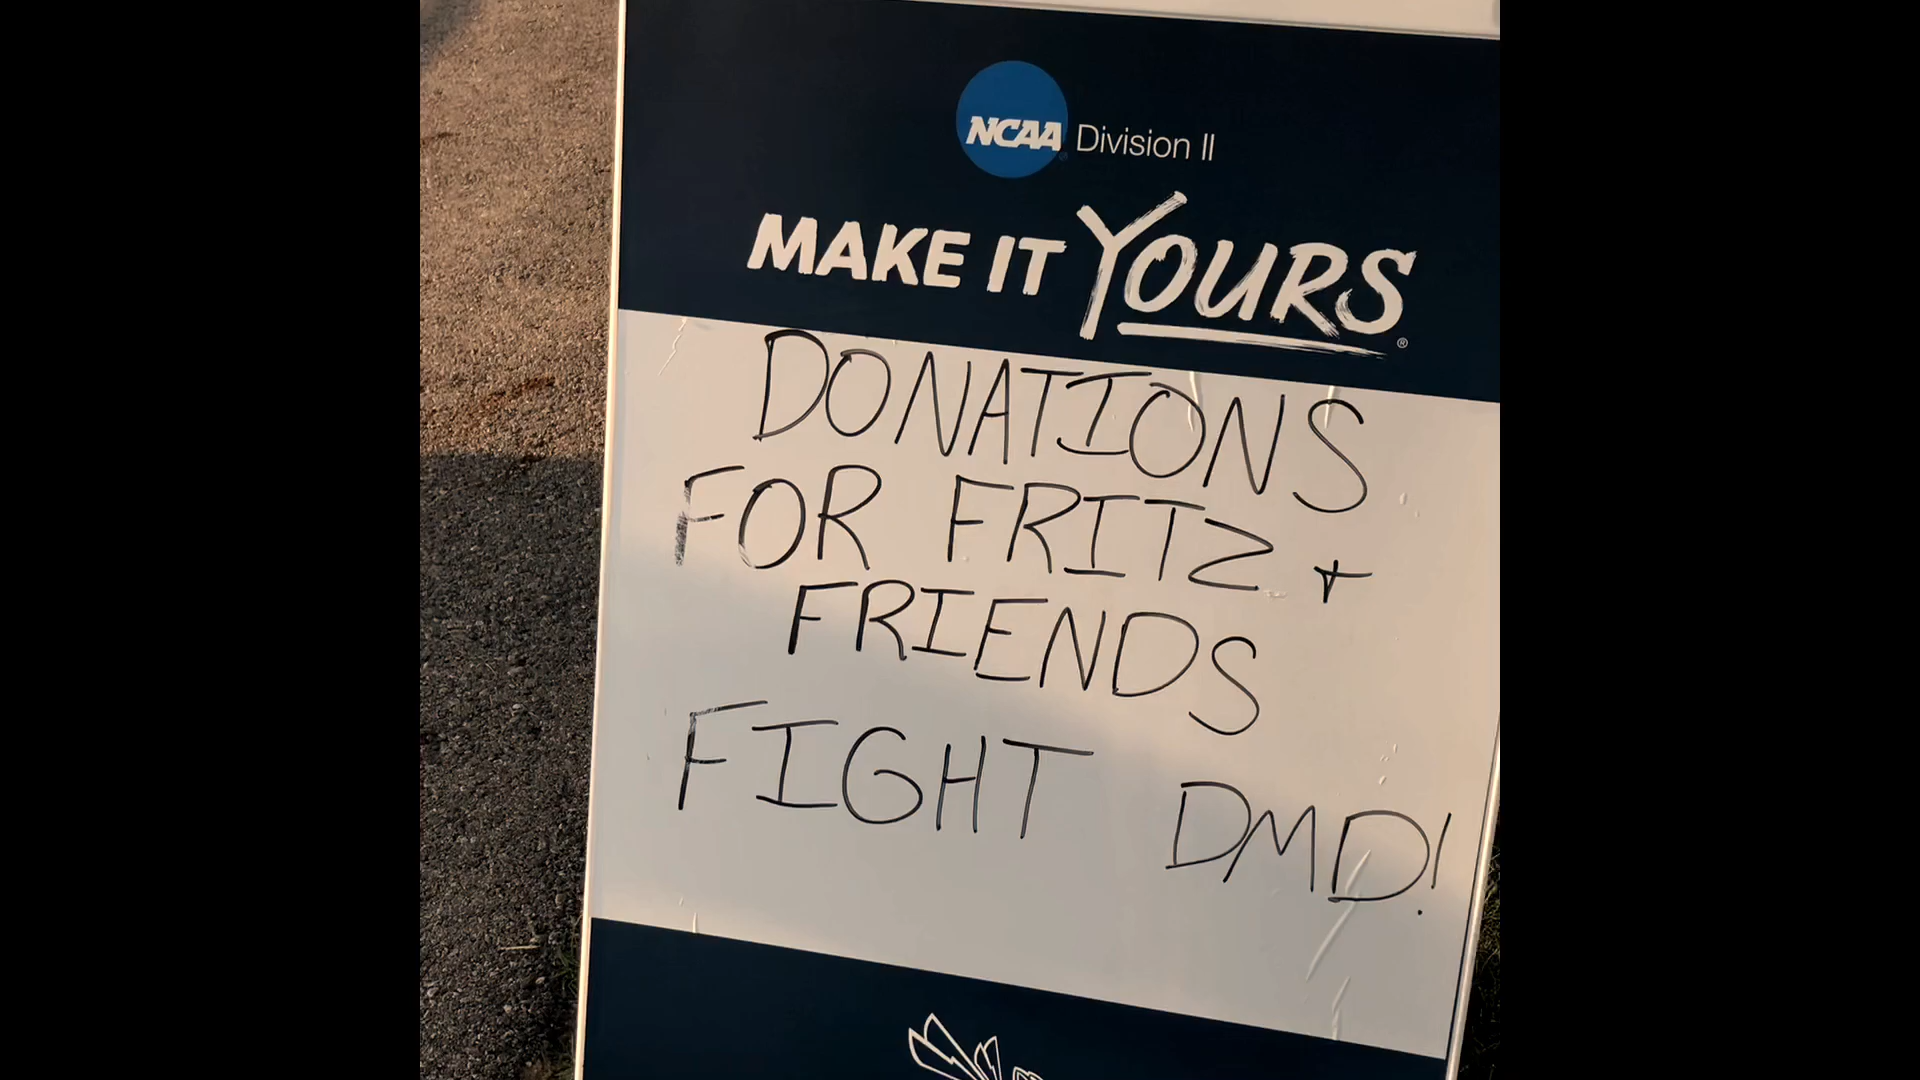 NCAA Division II
MAKE IT YOURS®
DONATIONS
FOR FRITZ +
FRIENDS
FIGHT DMD!